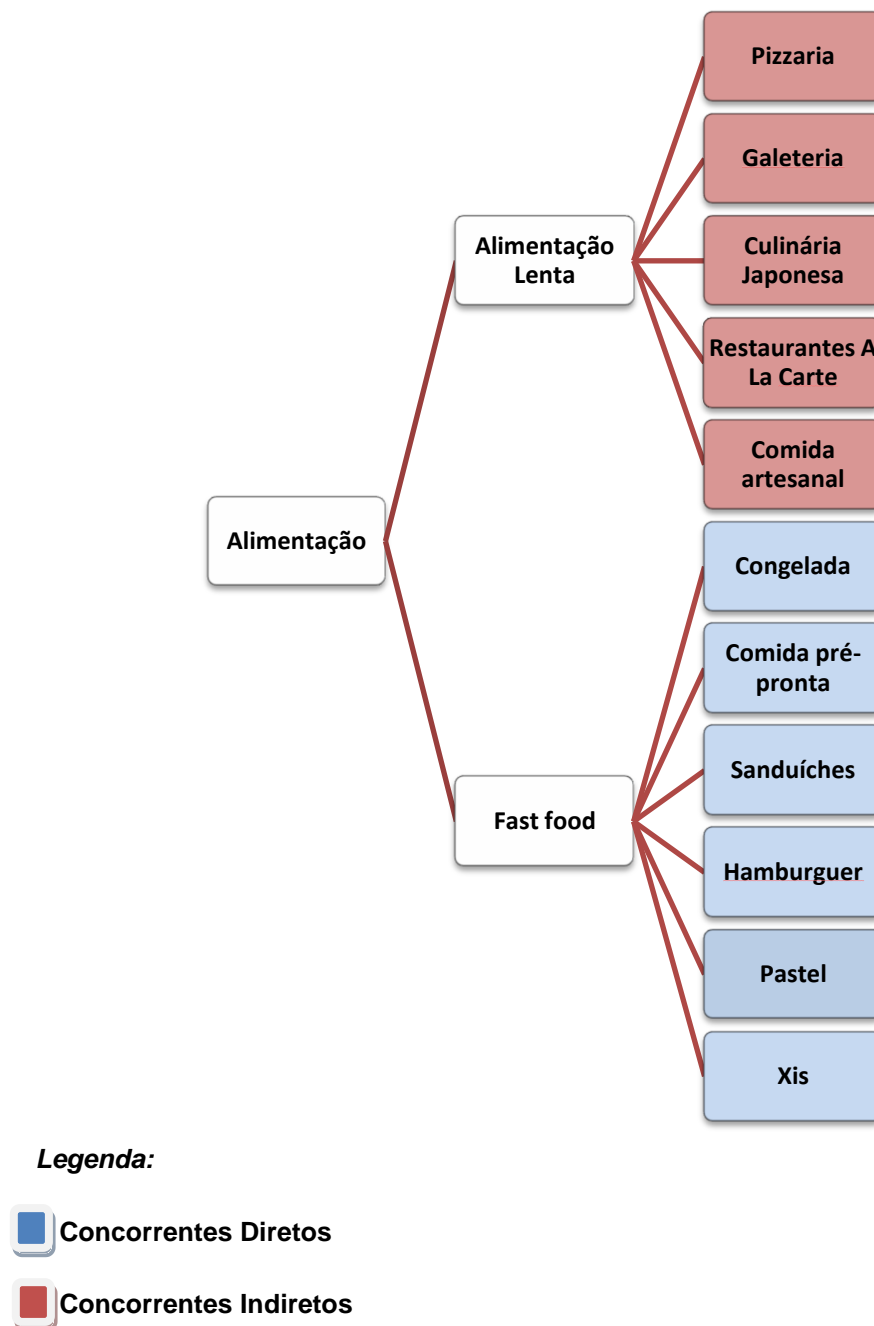 Pizzaria
Galeteria
Culinária
Japonesa
Restaurantes A
La Carte
Comida
artesanal
Alimentação
Lenta
Alimentação
Congelada
Comida pré-
pronta
Sanduíches
Hamburguer
Pastel
Xis
Fast food
Legenda:
Concorrentes Diretos
Concorrentes Indiretos